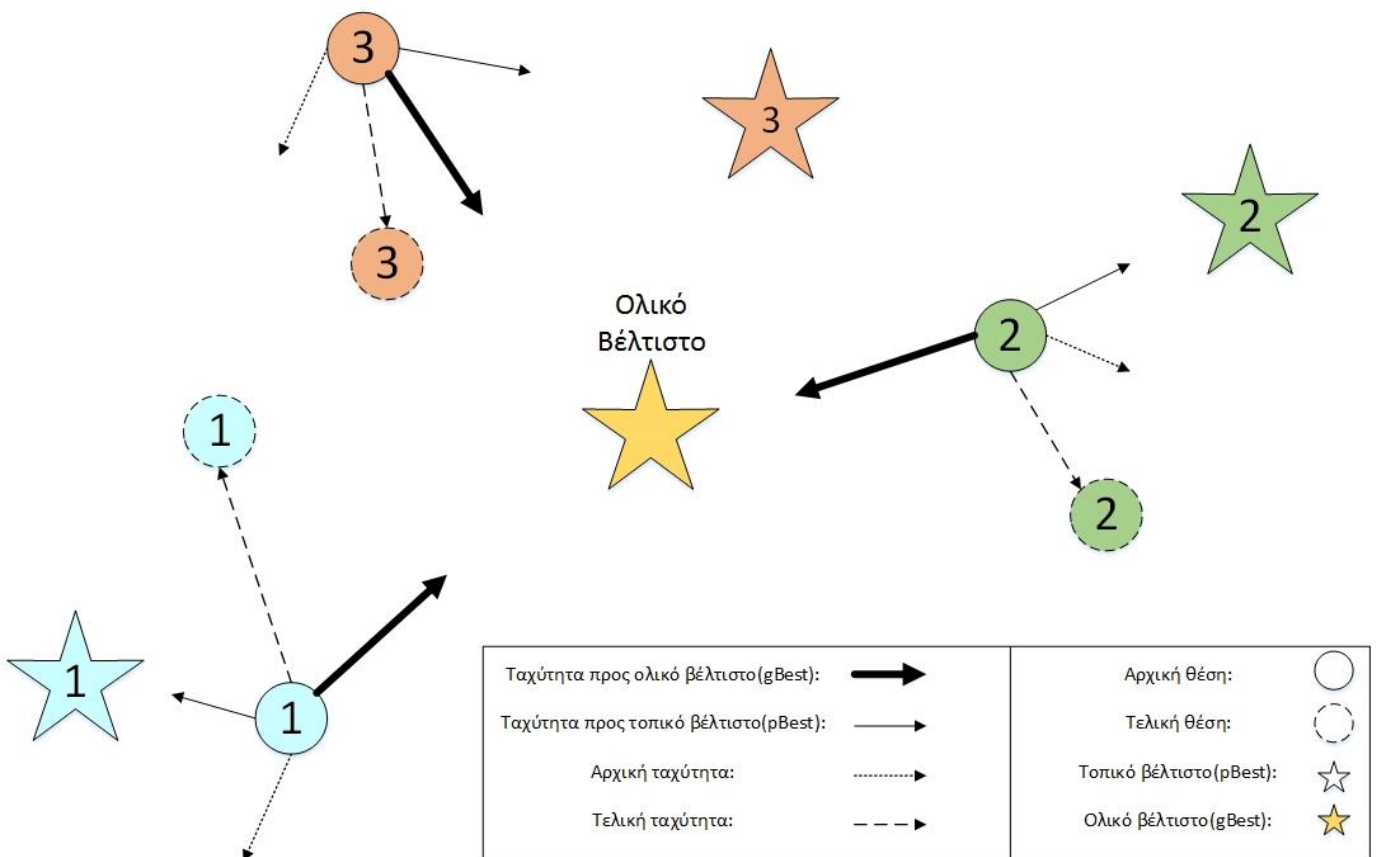 3
3
2
3
2
Ολικό
Βέλτιστο
1
2
1
1
Ταχύτητα προς ολικό βέλτιστο(gBest):
Ταχύτητα προς τοπικό βέλτιστο(pBest):
Αρχική ταχύτητα:
Τελική ταχύτητα:
Αρχική θέση:
Τελική θέση:
Τοπικό βέλτιστο(pBest):
Ολικό βέλτιστο(gBest):